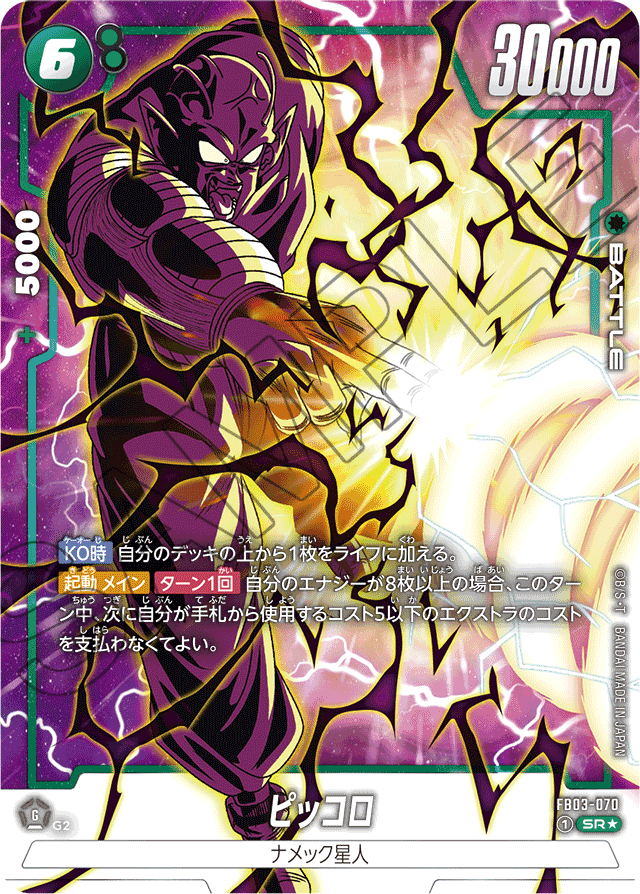 6
30000
+ 5000
BATTLE
SAMPLE
KO時 自分のデッキの上から1枚をライフに加える。
起動メイン ターン1回 自分のエナジーが8枚以上の場合、このター
ン中、次に自分が手札から使用するコスト5以下のエクストラのコスト
を支払わなくてよい。
©B/S・T BANDAI MADE IN JAPAN
ピッコロ
FB03-070
G
G2
1 SR★
ナメック星人